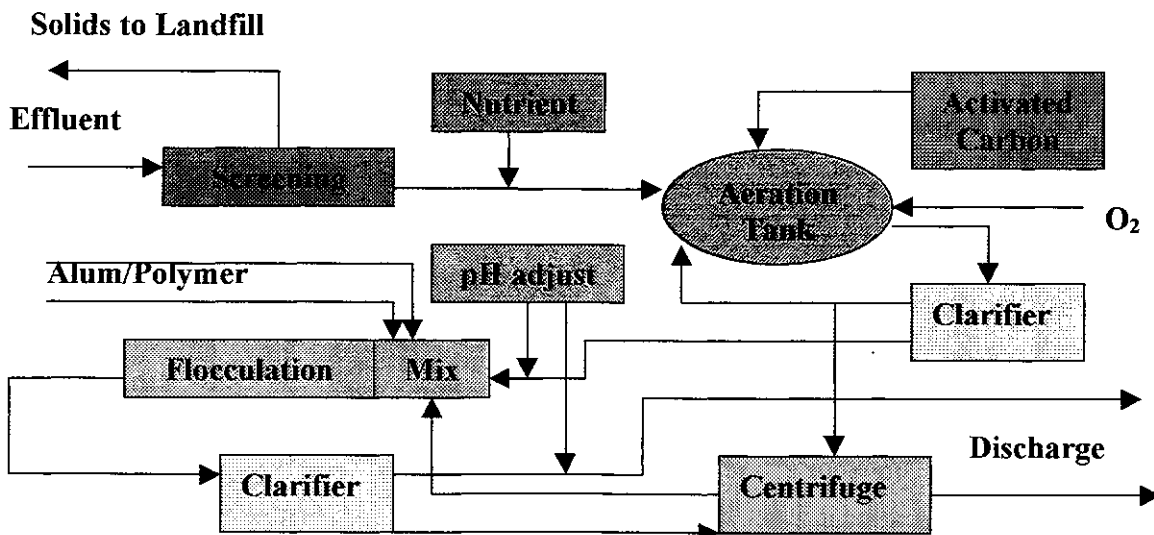 Solids to Landfill
Effluent
Nutrient
Activated
Carbon
Screening
Aeration
Tank
O₂
Alum/Polymer
pH adjust
Clarifier
Flocculation
Mix
Discharge
Clarifier
Centrifuge